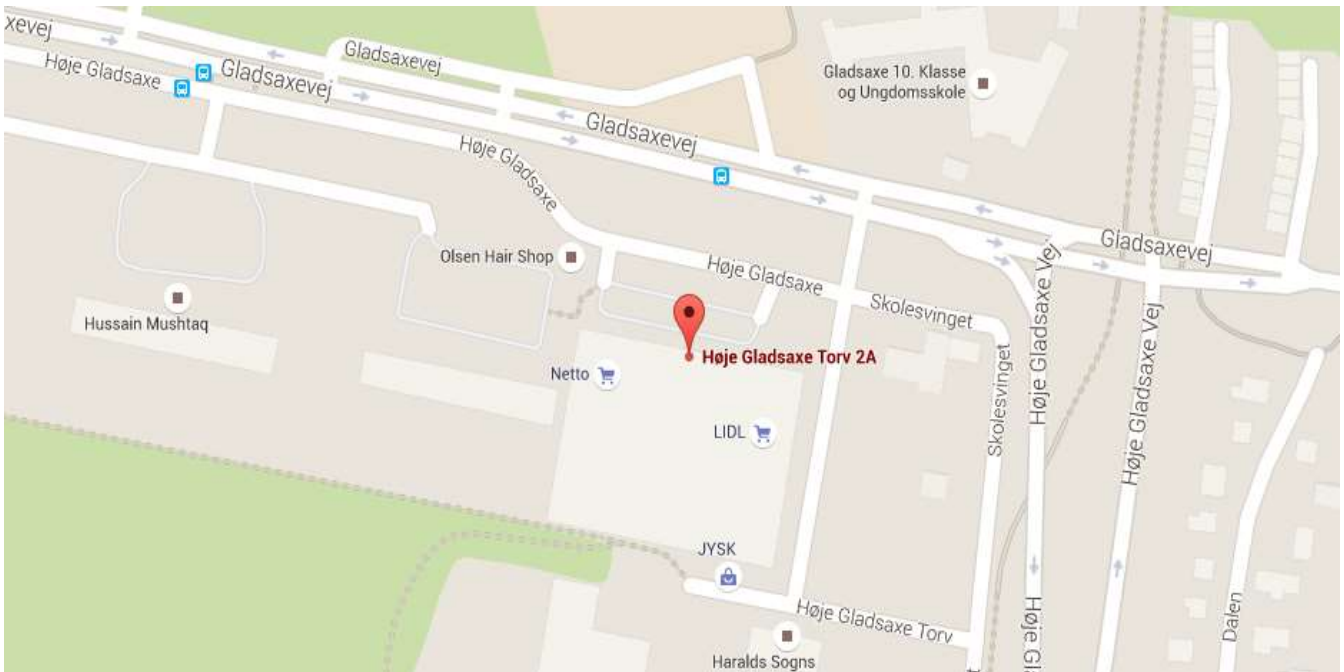 xevej
Gladsaxevej
Høje Gladsaxe
Gladsaxevej
Gladsaxe 10. Klasse
og Ungdomsskole
Gladsaxevej
Høje Gladsaxe
Gladsaxevej
Olsen Hair Shop
Høje Gladsaxe
Skolesvinget
Høje Gladsaxe Vej
Hussain Mushtaq
Høje Gladsaxe Torv 2A
Netto
Skolesvinget
Høje Gladsaxe Vej
LIDL
JYSK
Høje Gladsaxe Torv
Høje Gl
Dalen
Haralds Sogns